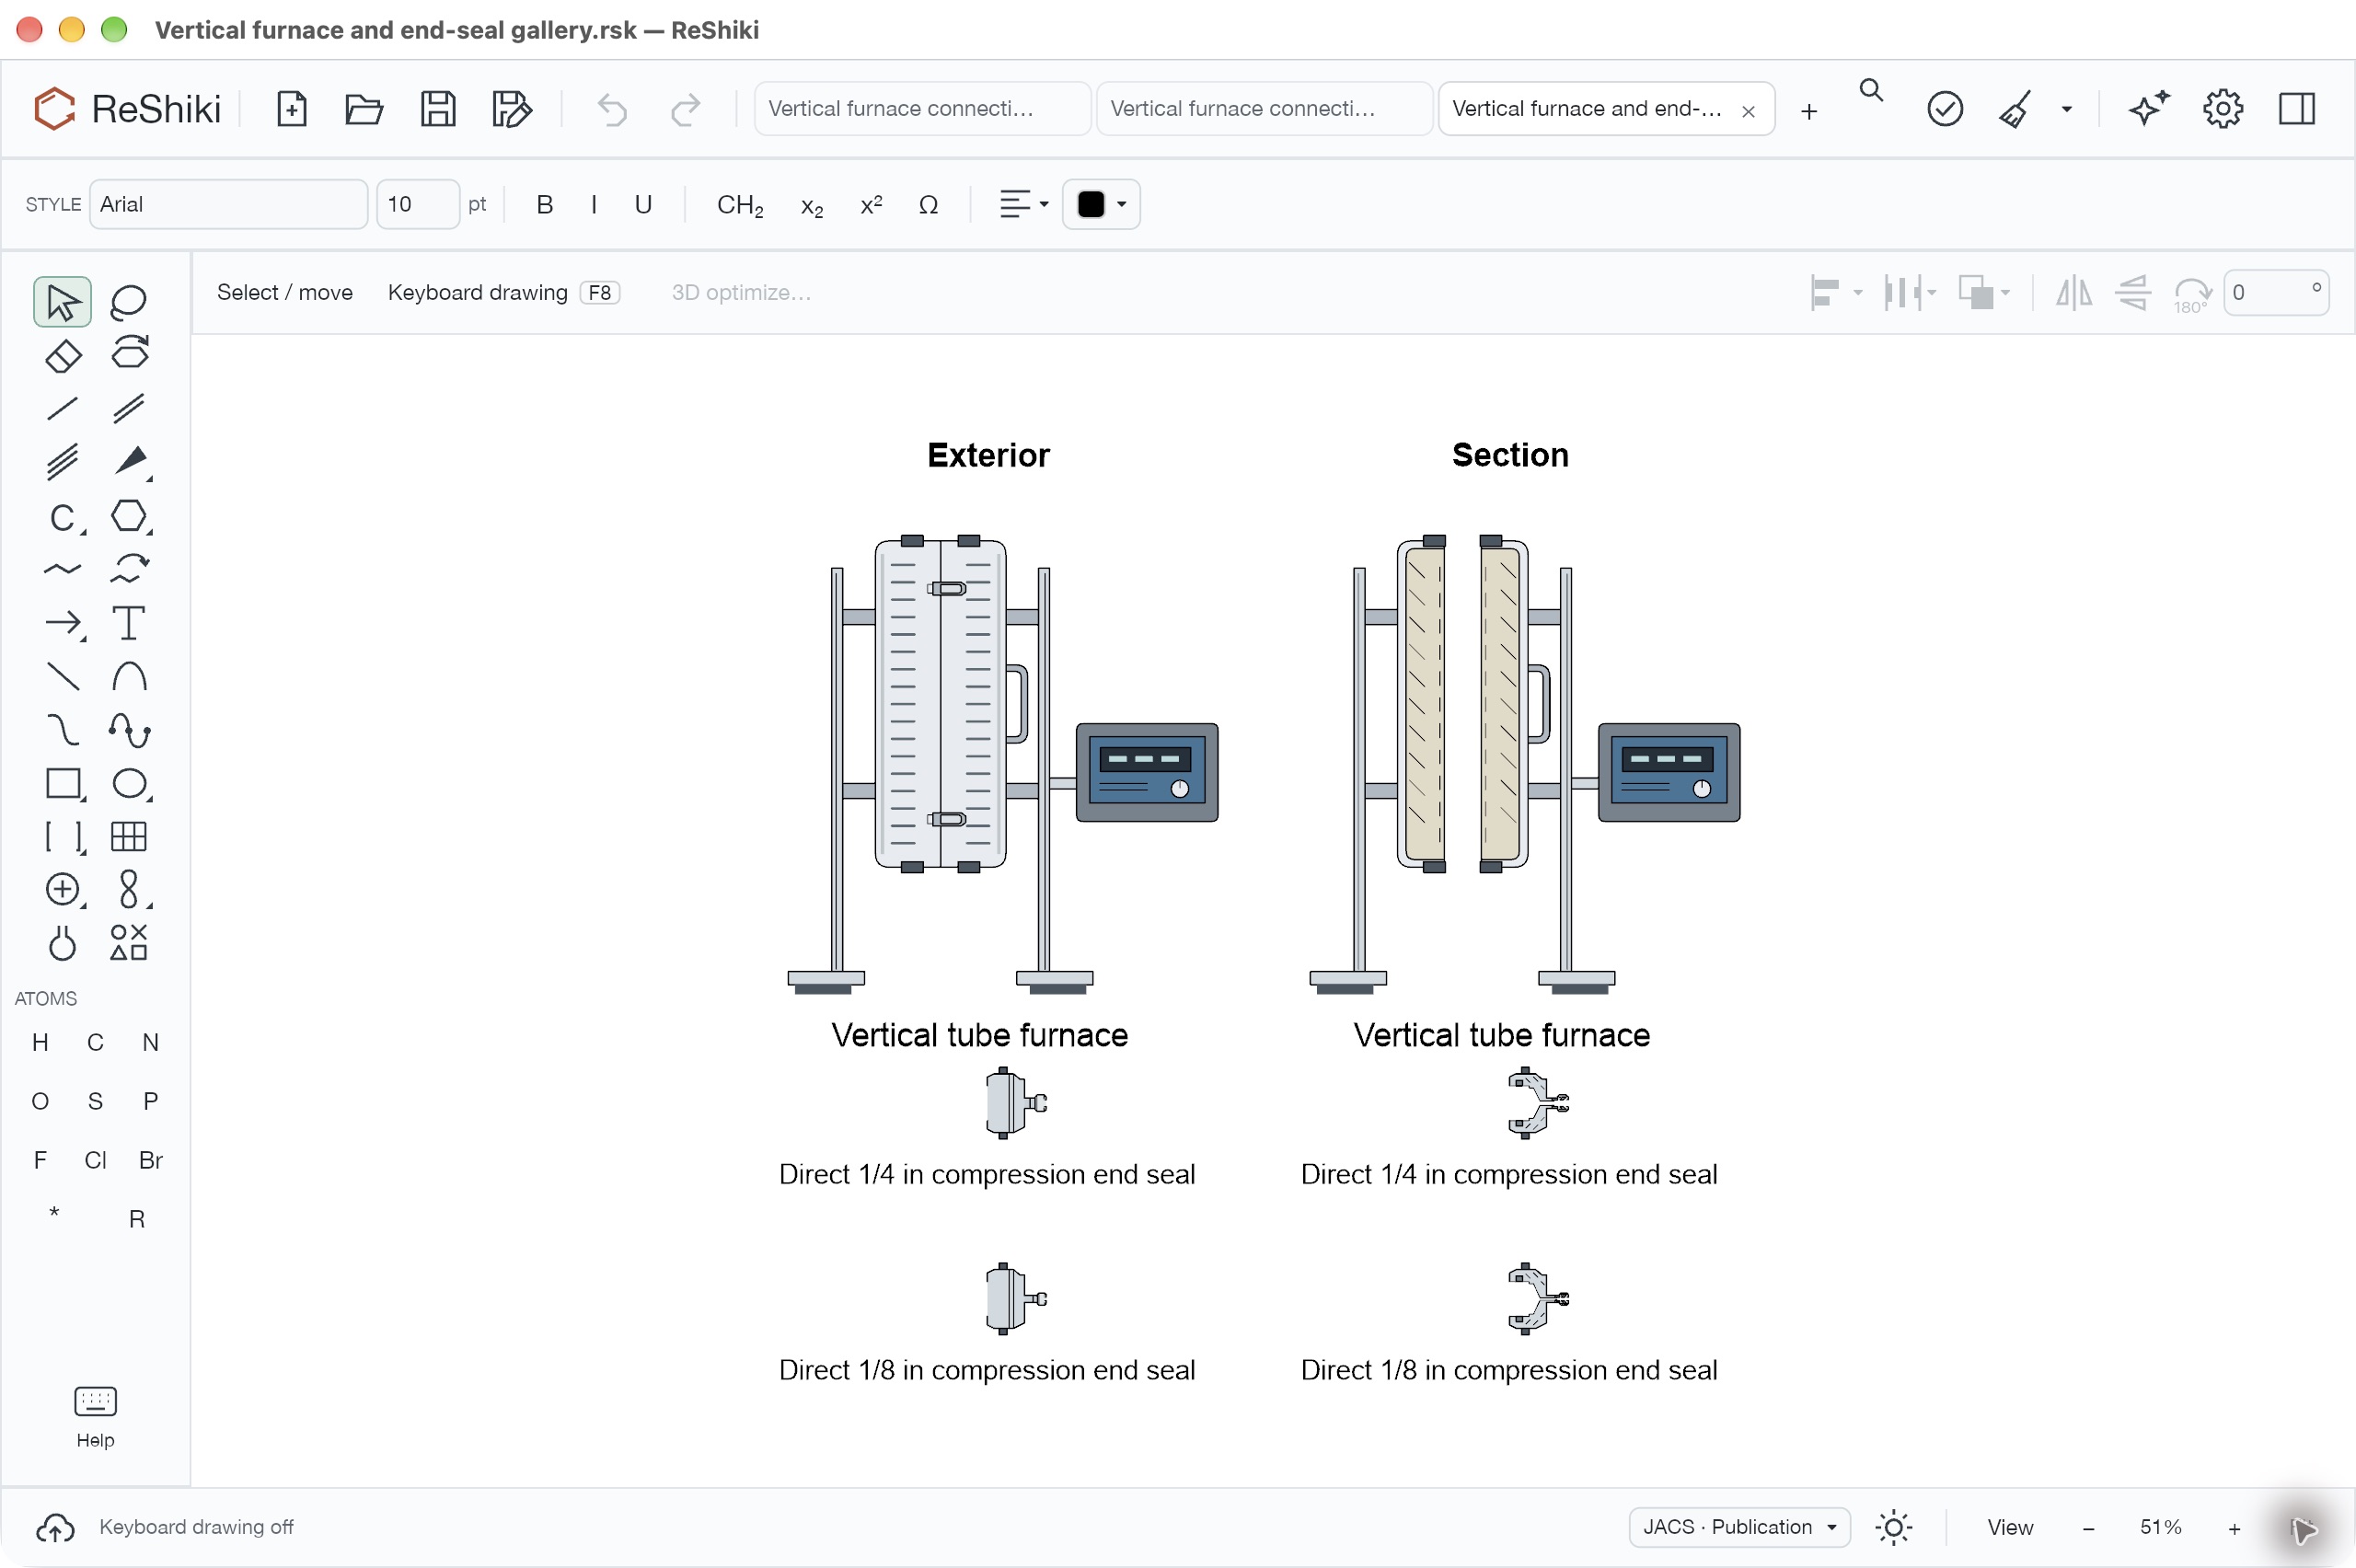 Vertical furnace and end-seal gallery.rsk — ReShiki
ReShiki
Vertical furnace connecti...
Vertical furnace connecti...
Vertical furnace and end-...
STYLE Arial 10 pt B I U CH₂ x₂ x² Ω
Select / move Keyboard drawing F8 3D optimize... 180° 0 °
Exterior Section
C
T
Vertical tube furnace Vertical tube furnace
Direct 1/4 in compression end seal Direct 1/4 in compression end seal
Direct 1/8 in compression end seal Direct 1/8 in compression end seal
ATOMS
H C N
O S P
F Cl Br
* R
Help
Keyboard drawing off JACS · Publication View − 51% +